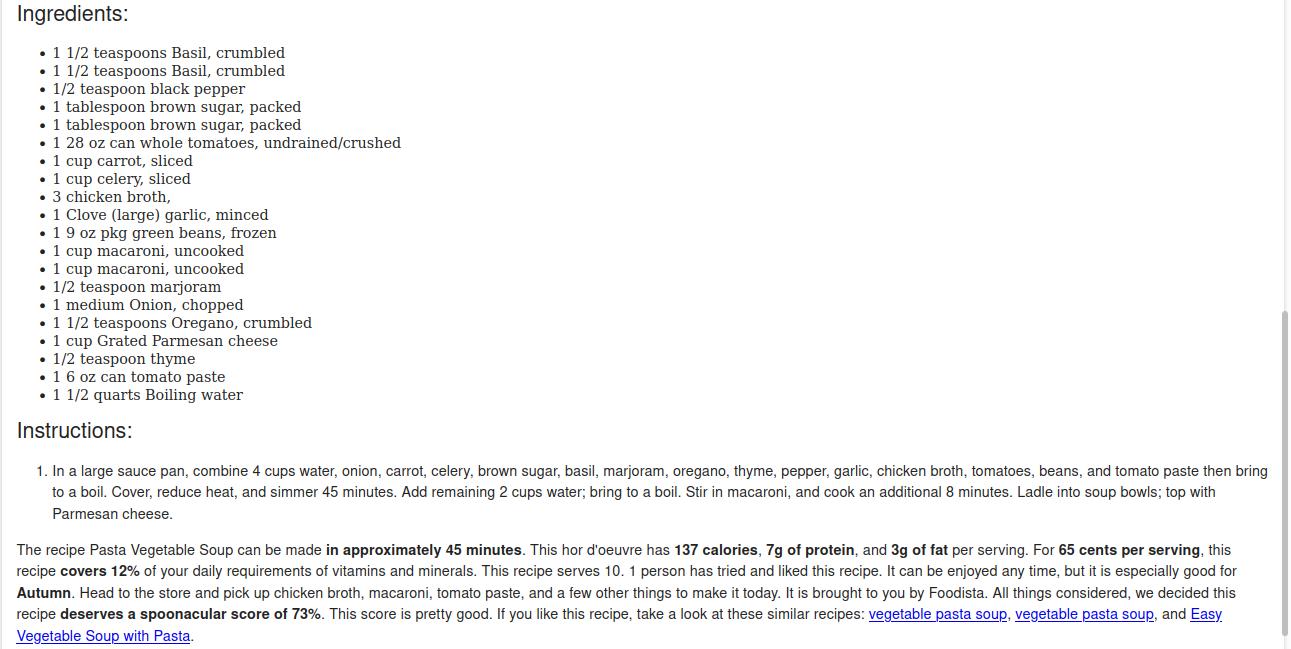 Ingredients:
• 1 1/2 teaspoons Basil, crumbled
• 1 1/2 teaspoons Basil, crumbled
• 1/2 teaspoon black pepper
• 1 tablespoon brown sugar, packed
• 1 tablespoon brown sugar, packed
• 1 28 oz can whole tomatoes, undrained/crushed
• 1 cup carrot, sliced
• 1 cup celery, sliced
• 3 chicken broth,
• 1 Clove (large) garlic, minced
• 1 9 oz pkg green beans, frozen
• 1 cup macaroni, uncooked
• 1 cup macaroni, uncooked
• 1/2 teaspoon marjoram
• 1 medium Onion, chopped
• 1 1/2 teaspoons Oregano, crumbled
• 1 cup Grated Parmesan cheese
• 1/2 teaspoon thyme
• 1 6 oz can tomato paste
• 1 1/2 quarts Boiling water
Instructions:
1. In a large sauce pan, combine 4 cups water, onion, carrot, celery, brown sugar, basil, marjoram, oregano, thyme, pepper, garlic, chicken broth, tomatoes, beans, and tomato paste then bring
to a boil. Cover, reduce heat, and simmer 45 minutes. Add remaining 2 cups water; bring to a boil. Stir in macaroni, and cook an additional 8 minutes. Ladle into soup bowls; top with
Parmesan cheese.
The recipe Pasta Vegetable Soup can be made in approximately 45 minutes. This hor d'oeuvre has 137 calories, 7g of protein, and 3g of fat per serving. For 65 cents per serving, this
recipe covers 12% of your daily requirements of vitamins and minerals. This recipe serves 10. 1 person has tried and liked this recipe. It can be enjoyed any time, but it is especially good for
Autumn. Head to the store and pick up chicken broth, macaroni, tomato paste, and a few other things to make it today. It is brought to you by Foodista. All things considered, we decided this
recipe deserves a spoonacular score of 73%. This score is pretty good. If you like this recipe, take a look at these similar recipes: vegetable pasta soup, vegetable pasta soup, and Easy
Vegetable Soup with Pasta.